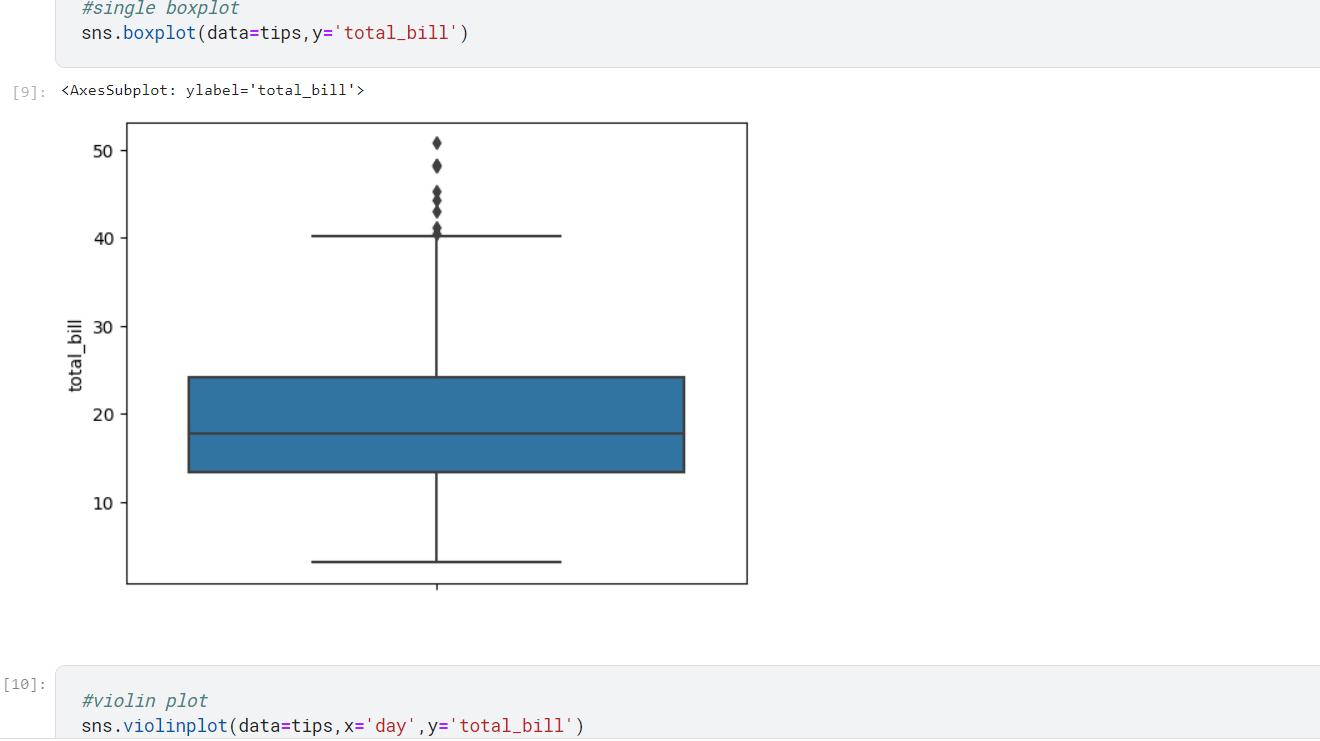 #single boxplot
sns.boxplot(data=tips,y='total_bill')
[9]: <AxesSubplot: ylabel='total_bill'>
50
40
30
20
10
total_bill
[10]:
#violin plot
sns.violinplot(data=tips,x='day',y='total_bill')